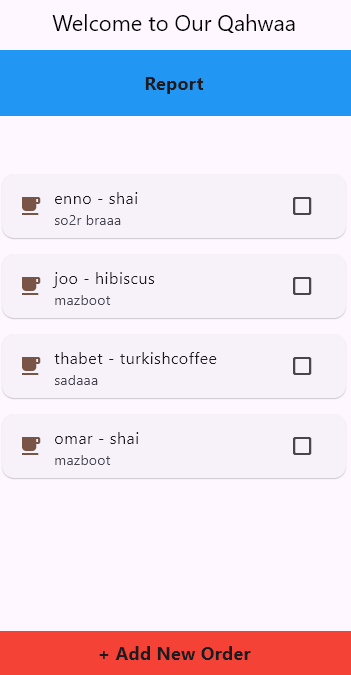 Welcome to Our Qahwaa
Report
enno - shai
so2r braaa
joo - hibiscus
mazboot
thabet - turkishcoffee
sadaaa
omar - shai
mazboot
+ Add New Order